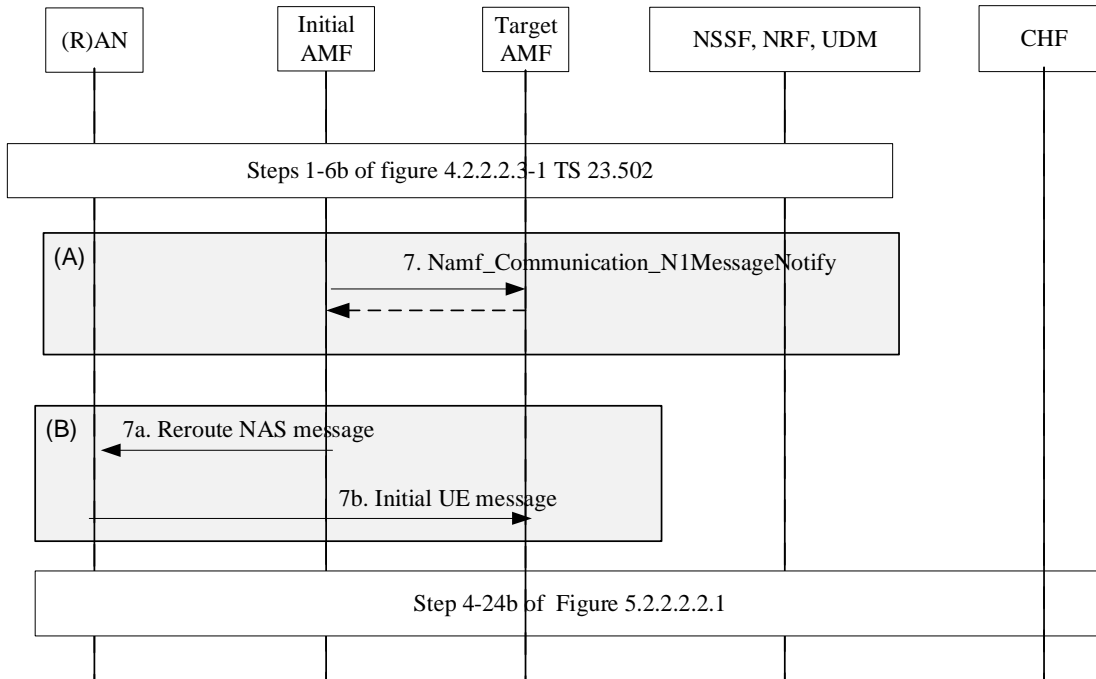 (R)AN
Initial
AMF
Target
AMF
NSSF, NRF, UDM
CHF
Steps 1-6b of figure 4.2.2.2.3-1 TS 23.502
(A)
7. Namf_Communication_N1MessageNotify
(B)
7a. Reroute NAS message
7b. Initial UE message
Step 4-24b of Figure 5.2.2.2.2.1